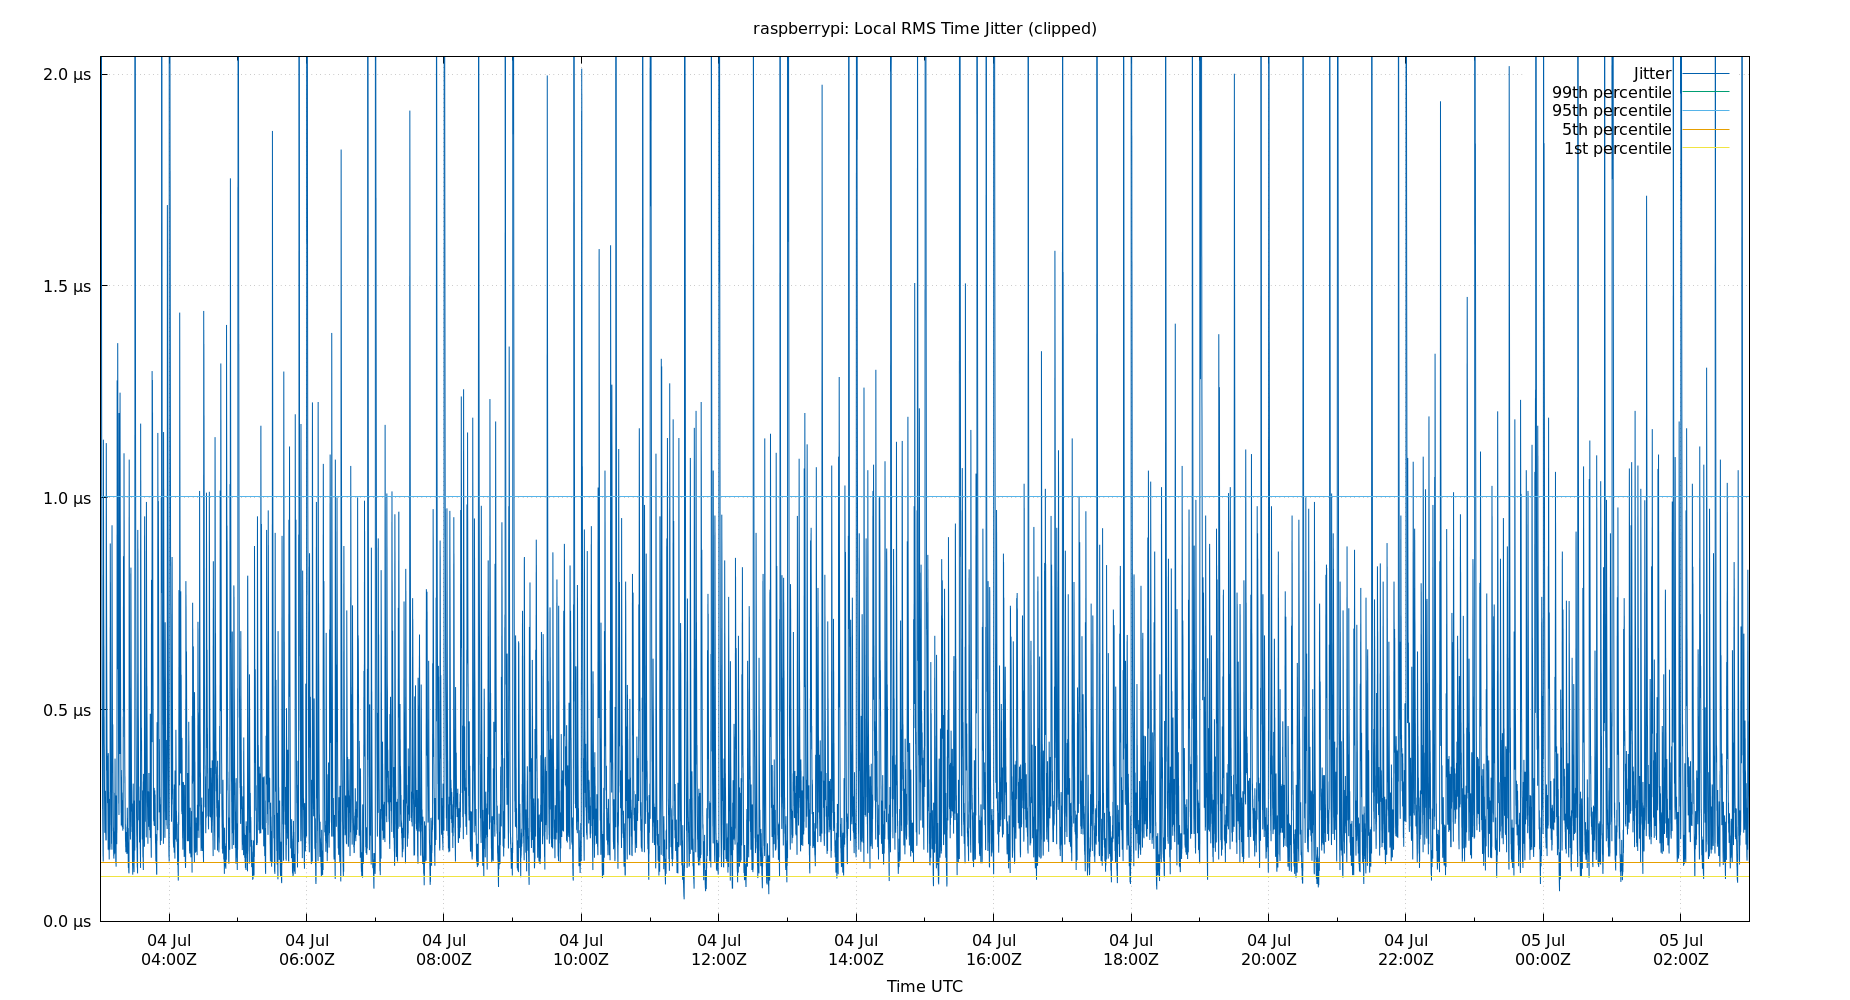 raspberrypi: Local RMS Time Jitter (clipped)
2.0 µs
1.5 µs
1.0 µs
0.5 µs
0.0 µs
Jitter
99th percentile
95th percentile
5th percentile
1st percentile
04 Jul 04 Jul 04 Jul 04 Jul 04 Jul 04 Jul 04 Jul 04 Jul 04 Jul 04 Jul 05 Jul 05 Jul
04:00Z 06:00Z 08:00Z 10:00Z 12:00Z 14:00Z 16:00Z 18:00Z 20:00Z 22:00Z 00:00Z 02:00Z
Time UTC